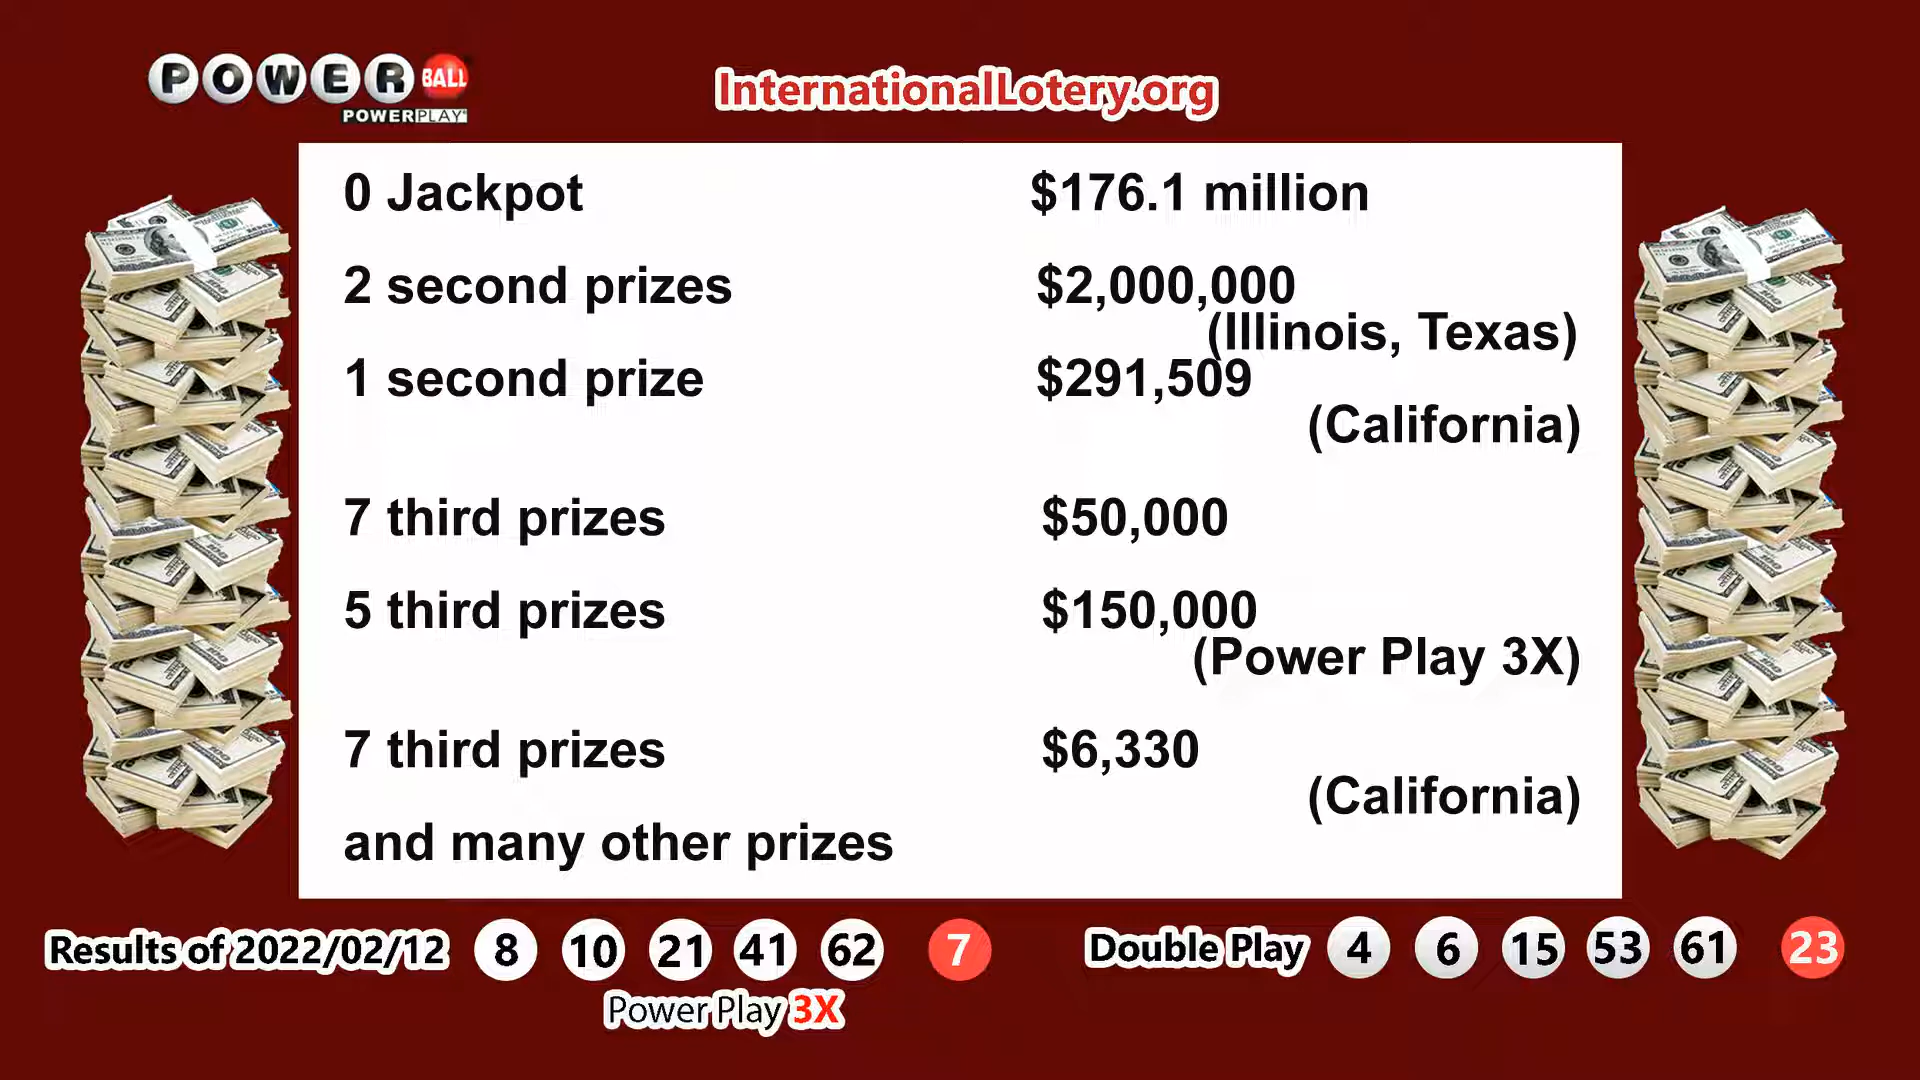 POWER BALL
POWERPLAY
InternationalLotery.org
0 Jackpot $176.1 million
2 second prizes $2,000,000
(Illinois, Texas)
1 second prize $291,509
(California)
7 third prizes $50,000
5 third prizes $150,000
(Power Play 3X)
7 third prizes $6,330
(California)
and many other prizes
Results of 2022/02/12 8 10 21 41 62 7 Double Play 4 6 15 53 61 23
Power Play 3X